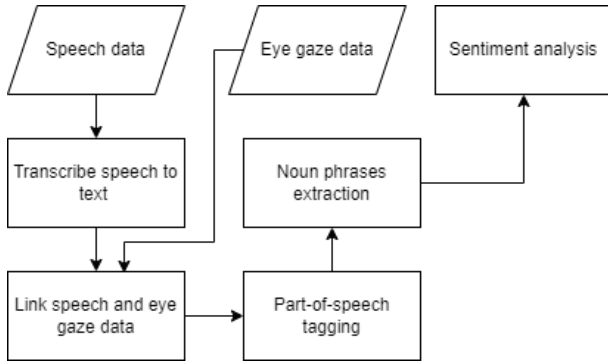 Speech data
Eye gaze data
Sentiment analysis
Transcribe speech to
text
Noun phrases
extraction
Link speech and eye
gaze data
Part-of-speech
tagging